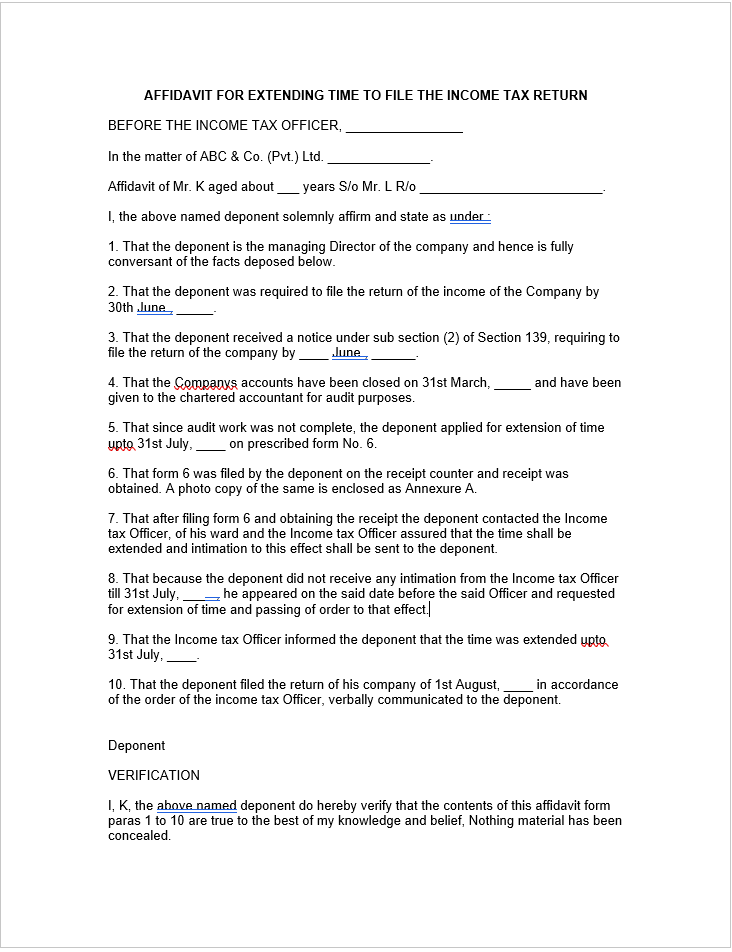 AFFIDAVIT FOR EXTENDING TIME TO FILE THE INCOME TAX RETURN
BEFORE THE INCOME TAX OFFICER, ________________
In the matter of ABC & Co. (Pvt.) Ltd. ______________.
Affidavit of Mr. K aged about ___ years S/o Mr. L R/o _________________________.
I, the above named deponent solemnly affirm and state as under :
1. That the deponent is the managing Director of the company and hence is fully
conversant of the facts deposed below.
2. That the deponent was required to file the return of the income of the Company by
30th June , _____.
3. That the deponent received a notice under sub section (2) of Section 139, requiring to
file the return of the company by ____ June , ______.
4. That the Companys accounts have been closed on 31st March, _____ and have been
given to the chartered accountant for audit purposes.
5. That since audit work was not complete, the deponent applied for extension of time
upto 31st July, ____ on prescribed form No. 6.
6. That form 6 was filed by the deponent on the receipt counter and receipt was
obtained. A photo copy of the same is enclosed as Annexure A.
7. That after filing form 6 and obtaining the receipt the deponent contacted the Income
tax Officer, of his ward and the Income tax Officer assured that the time shall be
extended and intimation to this effect shall be sent to the deponent.
8. That because the deponent did not receive any intimation from the Income tax Officer
till 31st July, ____, he appeared on the said date before the said Officer and requested
for extension of time and passing of order to that effect.
9. That the Income tax Officer informed the deponent that the time was extended upto
31st July, ____.
10. That the deponent filed the return of his company of 1st August, ____ in accordance
of the order of the income tax Officer, verbally communicated to the deponent.
Deponent
VERIFICATION
I, K, the above named deponent do hereby verify that the contents of this affidavit form
paras 1 to 10 are true to the best of my knowledge and belief, Nothing material has been
concealed.